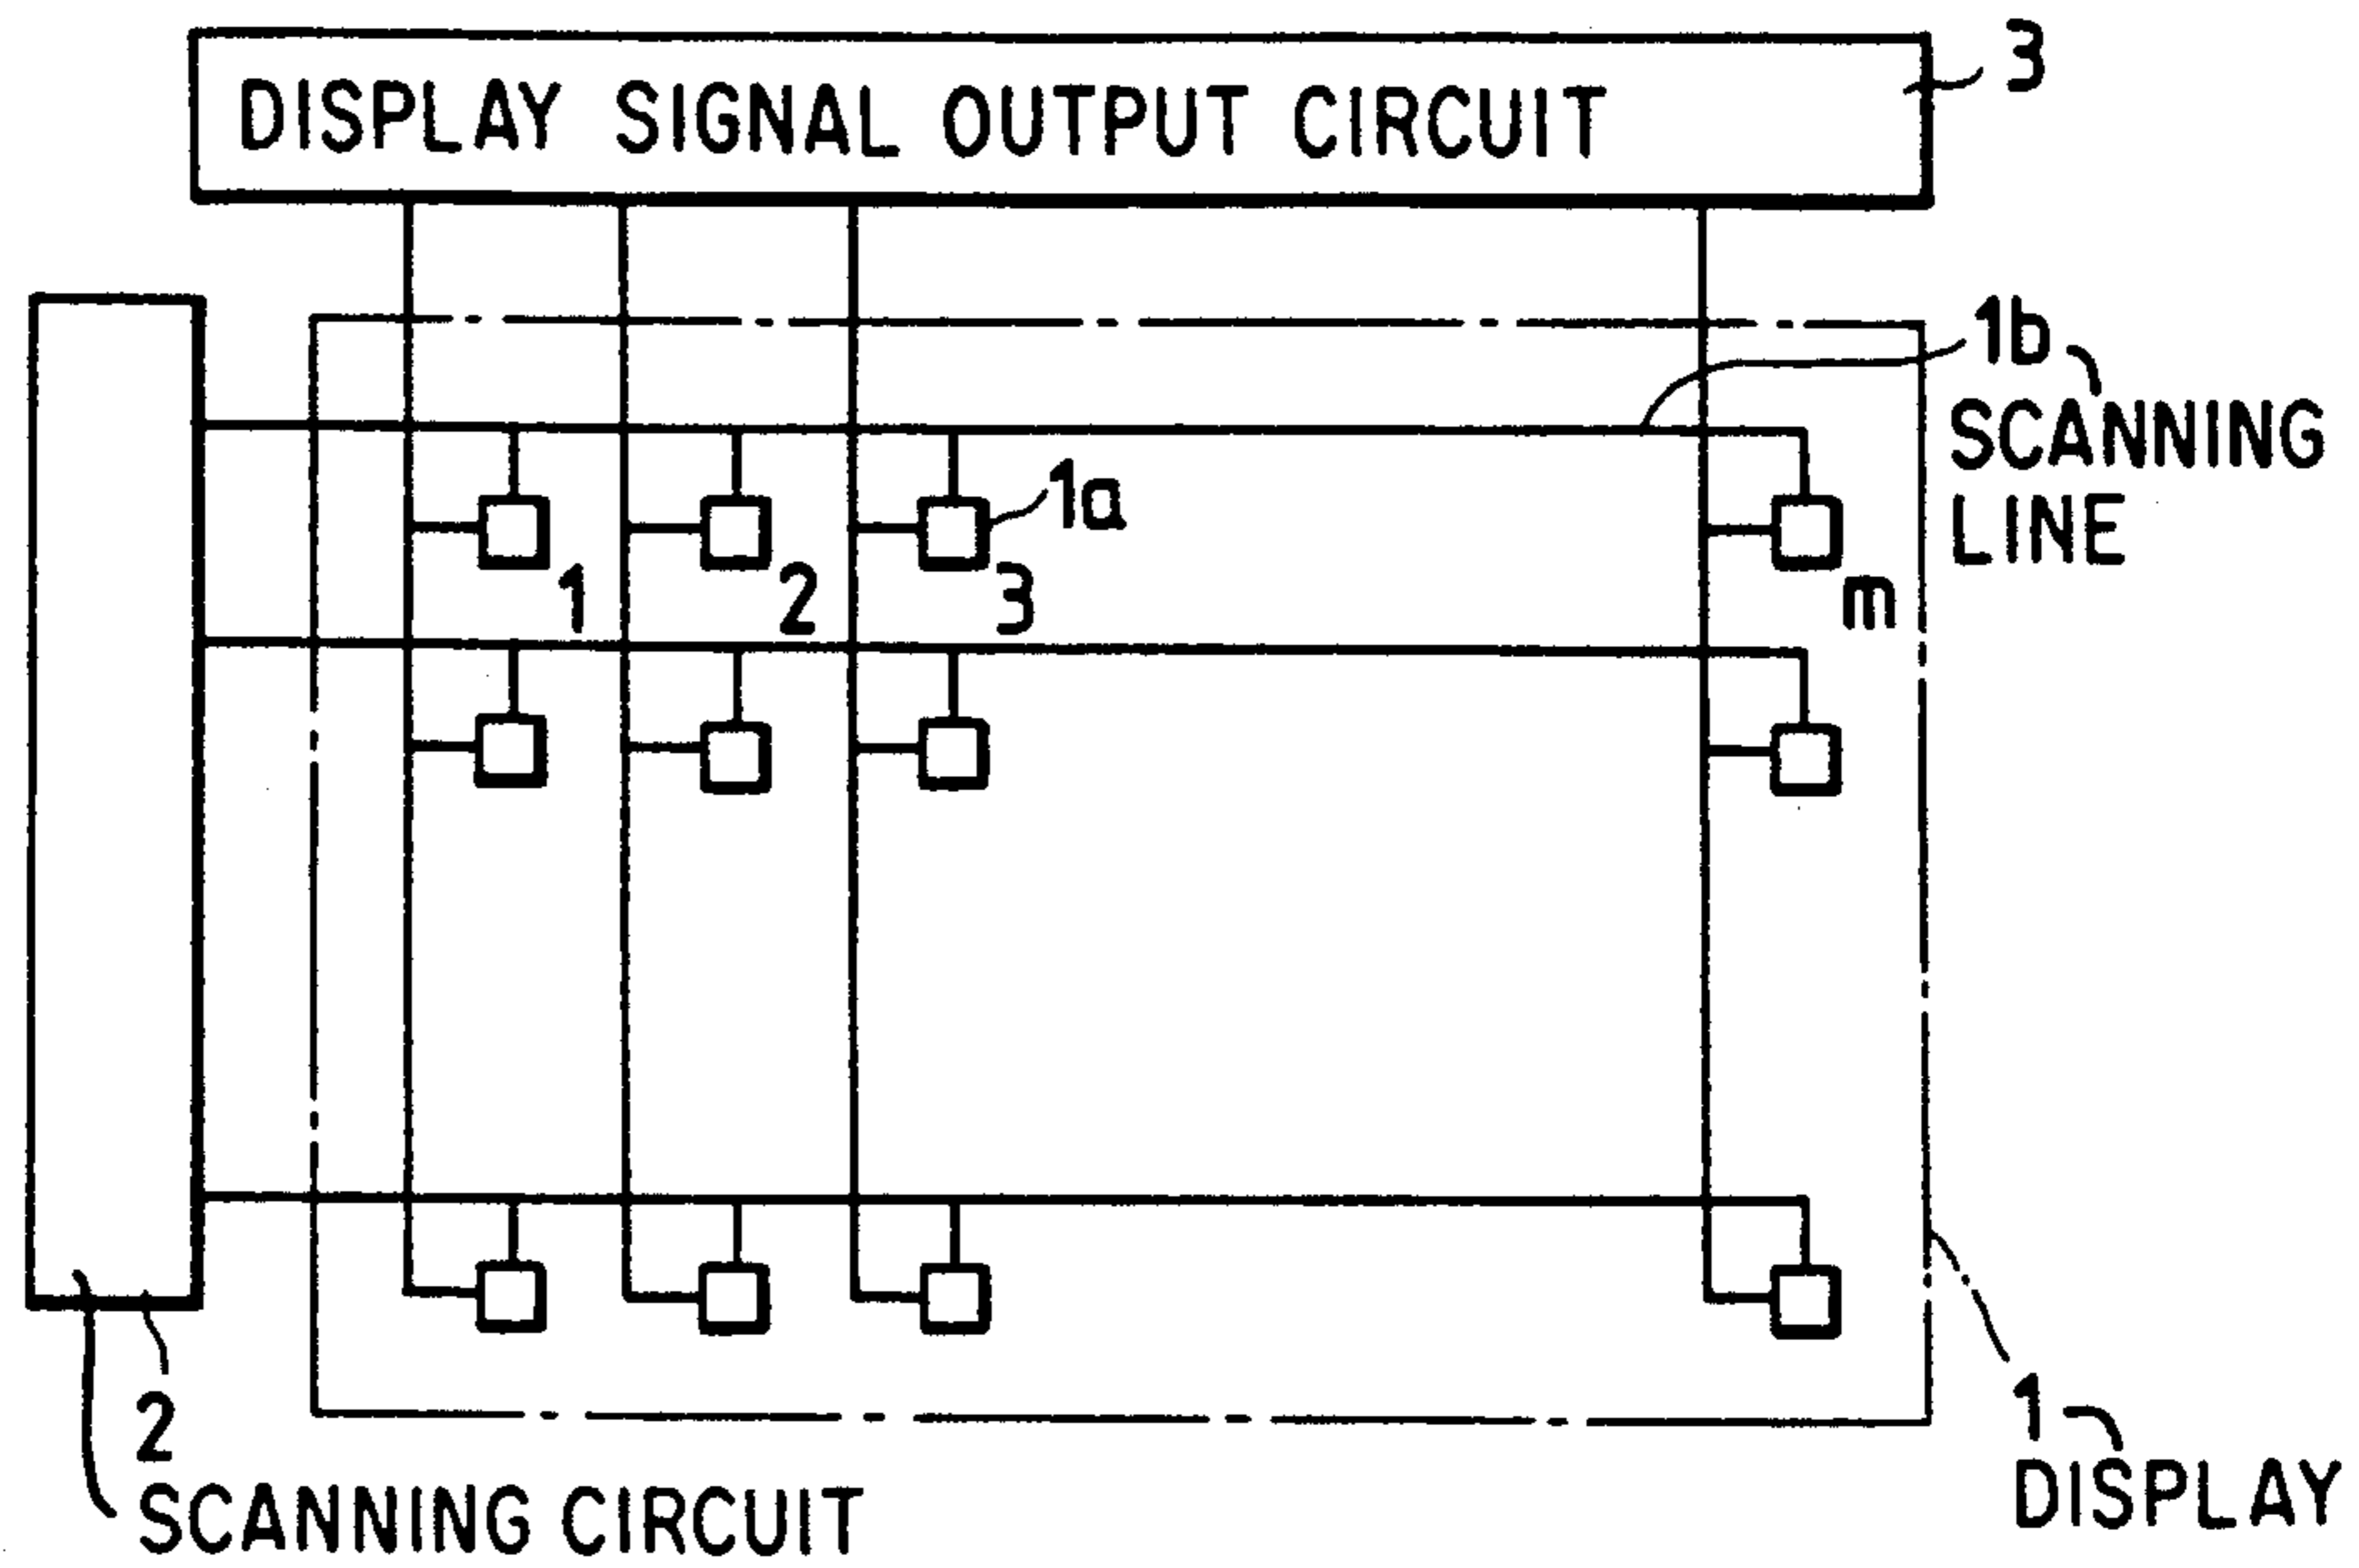 DISPLAY SIGNAL OUTPUT CIRCUIT
3
1b
SCANNING
LINE
1a
1
2
3
m
2
SCANNING CIRCUIT
1
DISPLAY